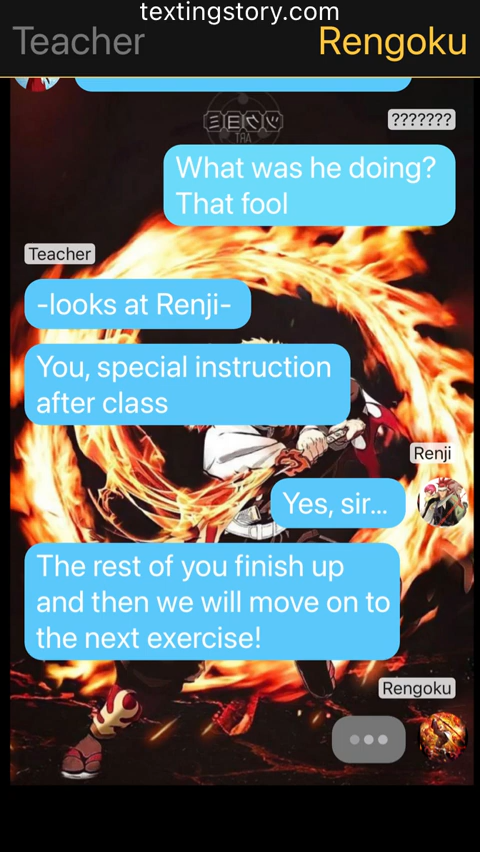 textingstory.com
Teacher
Rengoku
???????
What was he doing?
That fool
Teacher
-looks at Renji-
You, special instruction
after class
Renji
Yes, sir...
The rest of you finish up
and then we will move on to
the next exercise!
Rengoku